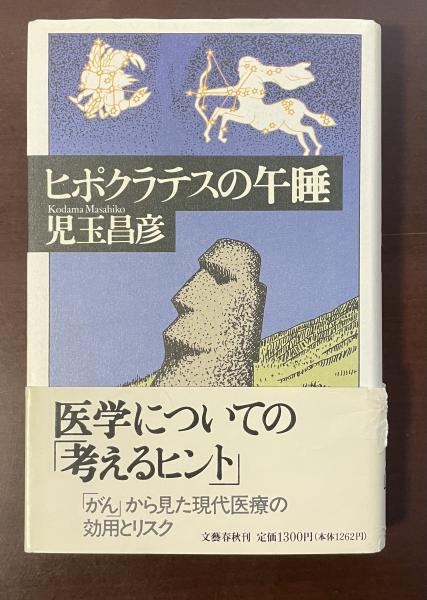 ヒポクラテスの午睡
Kodama Masahiko
児玉昌彦
医学についての
「考えるヒント」
「がん」から見た現代医療の
効用とリスク
文藝春秋刊 定価1300円(本体1262円)